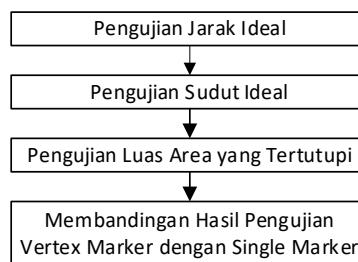 Pengujian Jarak Ideal
Pengujian Sudut Ideal
Pengujian Luas Area yang Tertutupi
Membandingan Hasil Pengujian
Vertex Marker dengan Single Marker